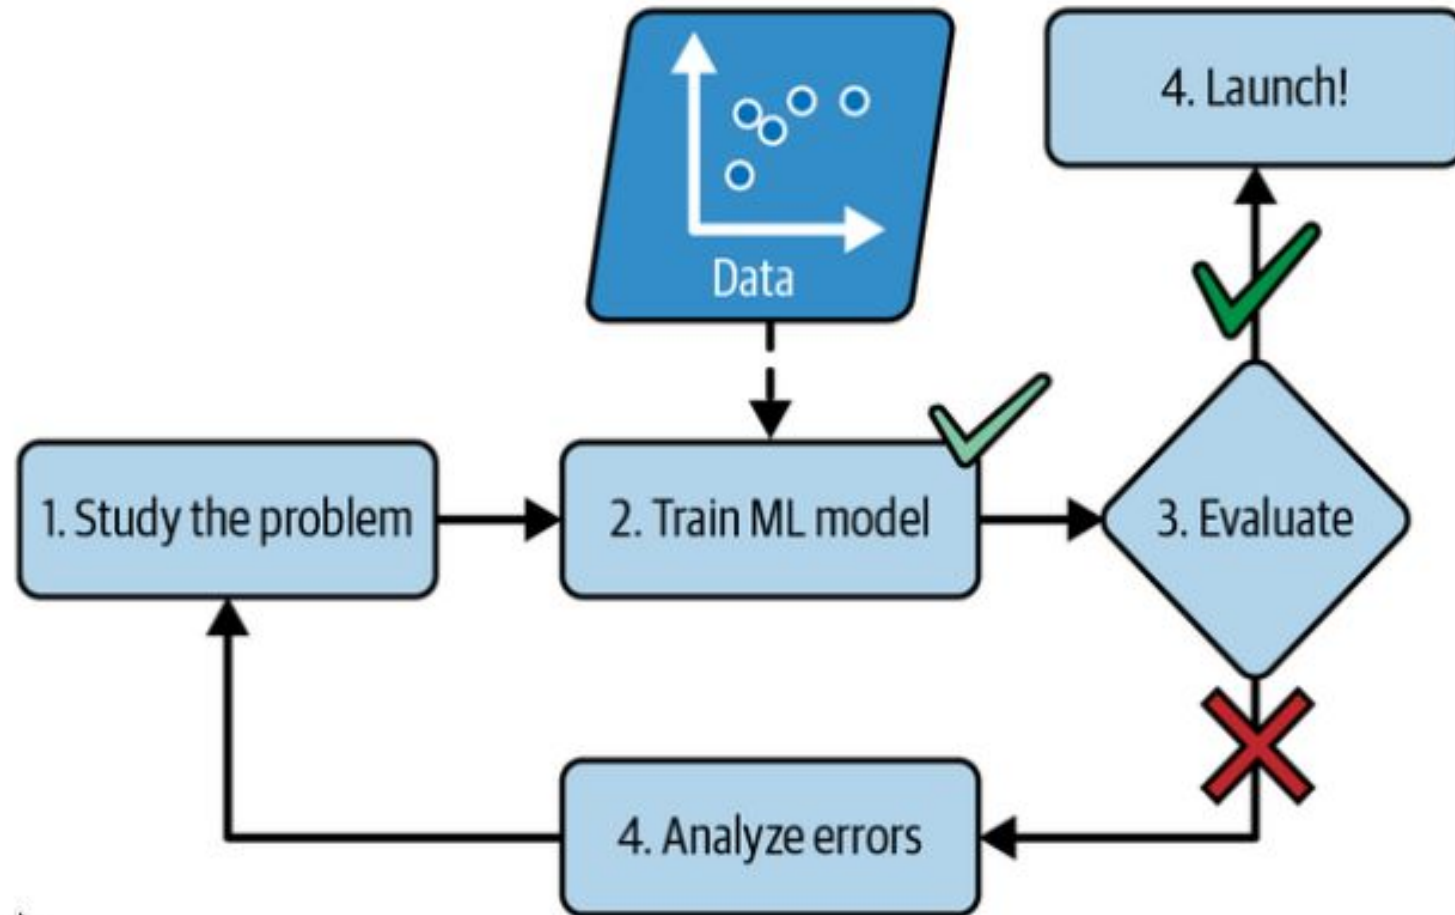 Data
4. Launch!
1. Study the problem
2. Train ML model
3. Evaluate
4. Analyze errors